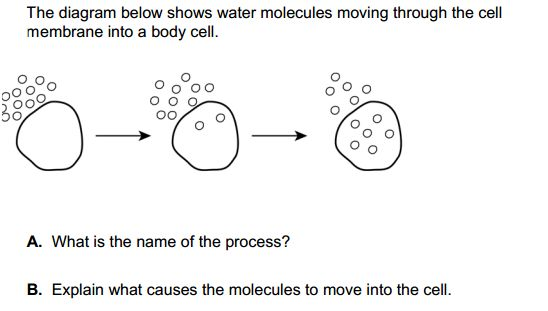 The diagram below shows water molecules moving through the cell
membrane into a body cell.
A. What is the name of the process?
B. Explain what causes the molecules to move into the cell.